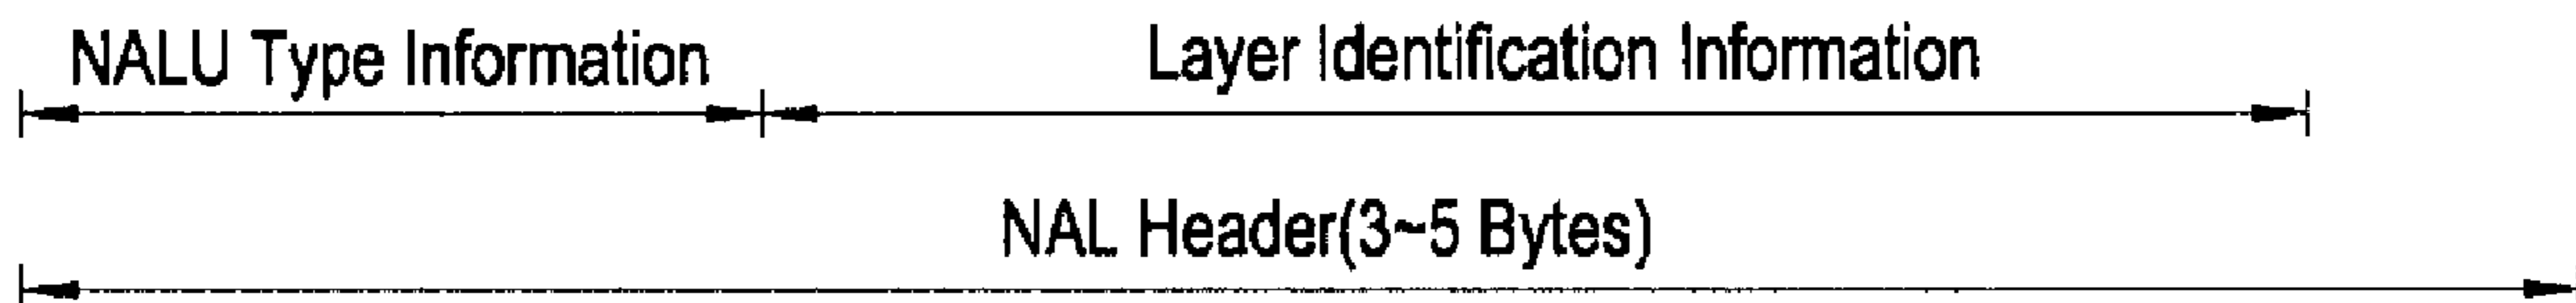 NALU Type Information Layer Identification Information
NAL Header(3~5 Bytes)